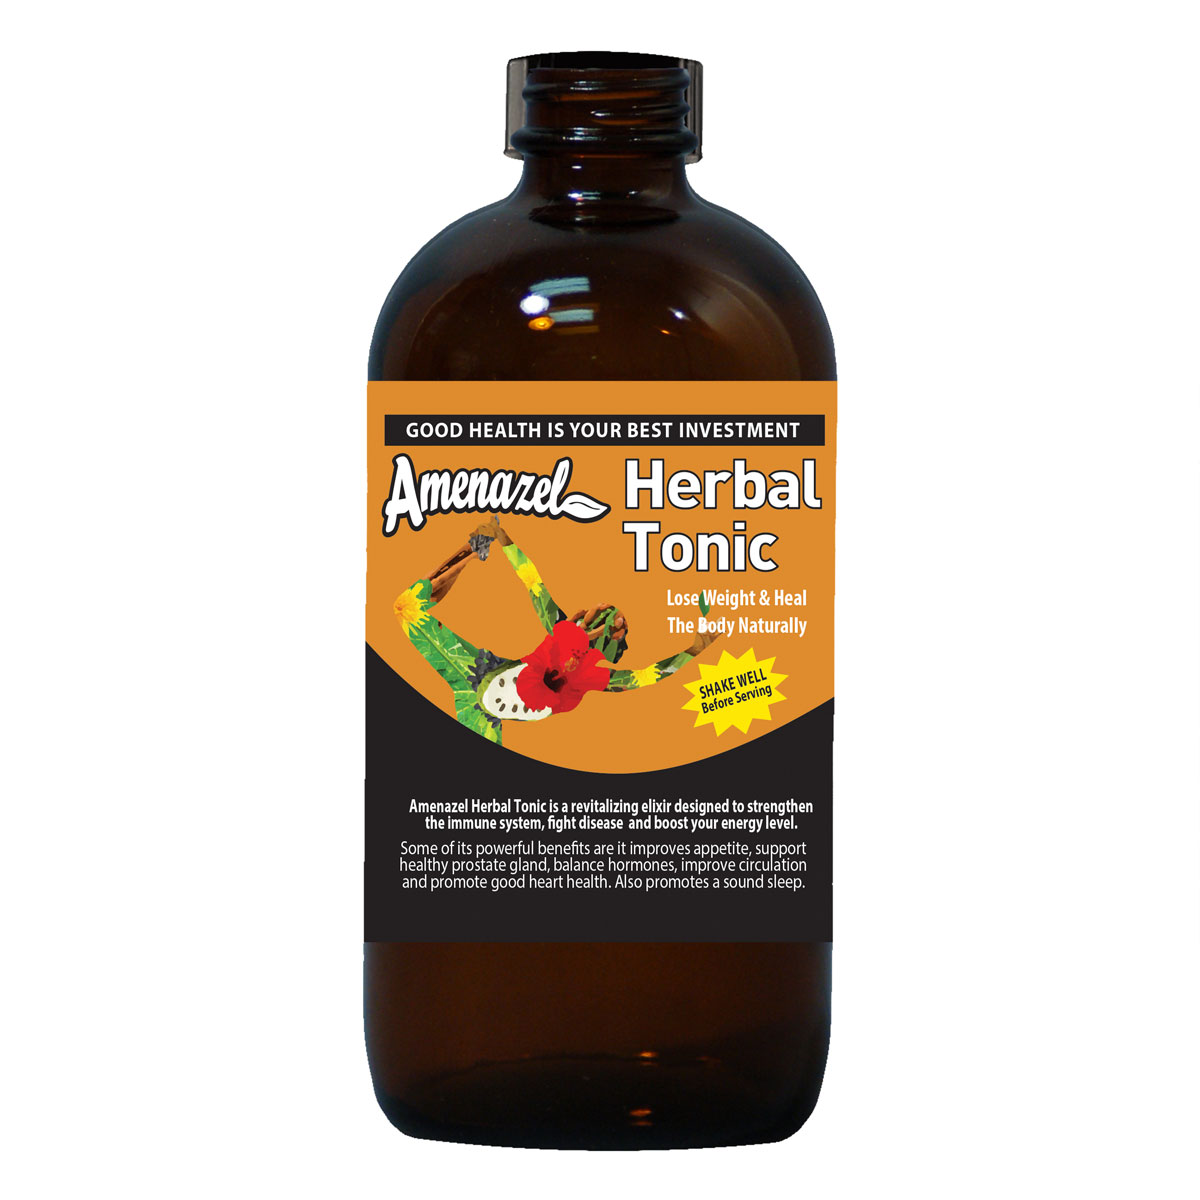 GOOD HEALTH IS YOUR BEST INVESTMENT
Amenazel
Herbal
Tonic
Lose Weight & Heal
The Body Naturally
SHAKE WELL
Before Serving
Amenazel Herbal Tonic is a revitalizing elixir designed to strengthen
the immune system, fight disease and boost your energy level.
Some of its powerful benefits are it improves appetite, support
healthy prostate gland, balance hormones, improve circulation
and promote good heart health. Also promotes a sound sleep.